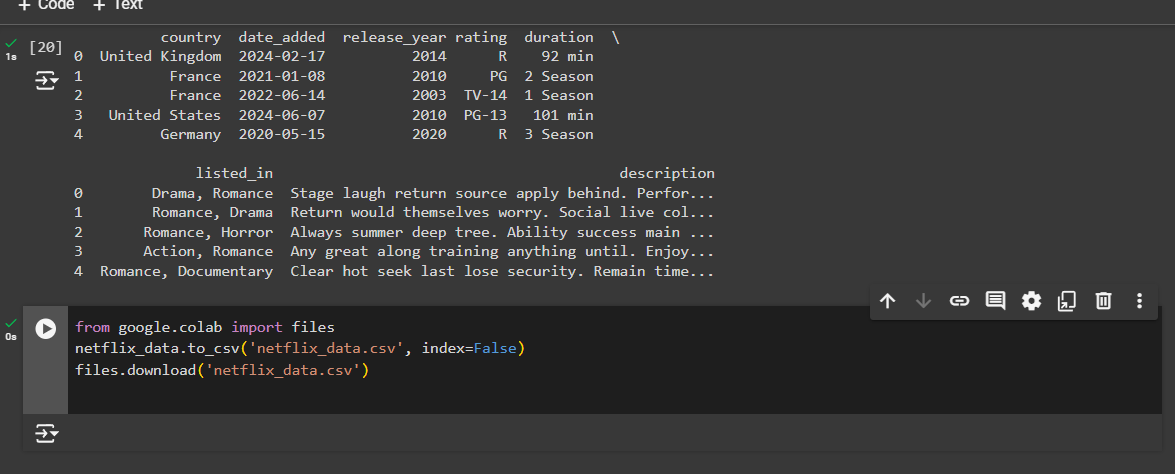 + Code + Text
[20]
1s
country date_added release_year rating duration \
0 United Kingdom 2024-02-17 2014 R 92 min
1 France 2021-01-08 2010 PG 2 Season
2 France 2022-06-14 2003 TV-14 1 Season
3 United States 2024-06-07 2010 PG-13 101 min
4 Germany 2020-05-15 2020 R 3 Season
listed_in description
0 Drama, Romance Stage laugh return source apply behind. Perfor...
1 Romance, Drama Return would themselves worry. Social live col...
2 Romance, Horror Always summer deep tree. Ability success main ...
3 Action, Romance Any great along training anything until. Enjoy...
4 Romance, Documentary Clear hot seek last lose security. Remain time...
0s
from google.colab import files
netflix_data.to_csv('netflix_data.csv', index=False)
files.download('netflix_data.csv')